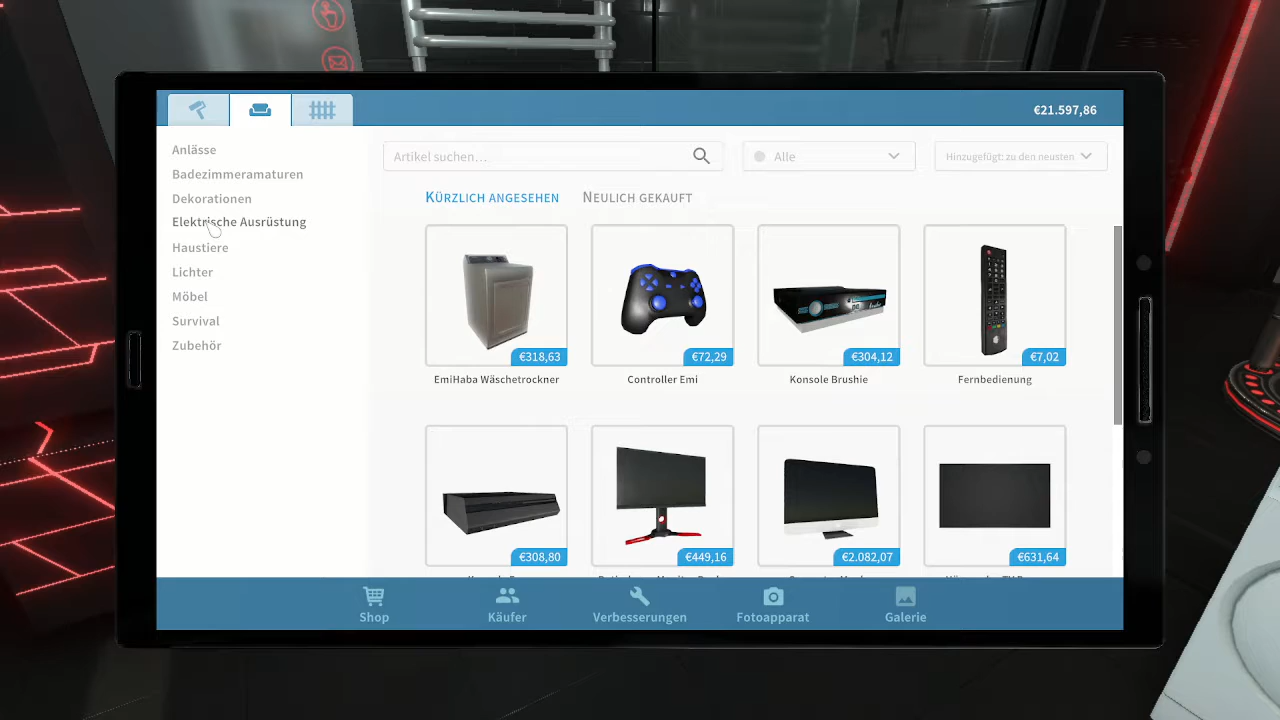 €21.597,86
Anlässe
Badezimmeramaturen
Dekorationen
Elektrische Ausrüstung
Haustiere
Lichter
Möbel
Survival
Zubehör
Artikel suchen...
Alle
Hinzugefügt: zu den neusten
KÜRZLICH ANGESEHEN
NEULICH GEKAUFT
€318,63
€72,29
€304,12
€7,02
EmiHaba Wäschetrockner
Controller Emi
Konsole Brushie
Fernbedienung
€308,80
€449,16
€2.082,07
€631,64
Shop
Käufer
Verbesserungen
Fotoapparat
Galerie